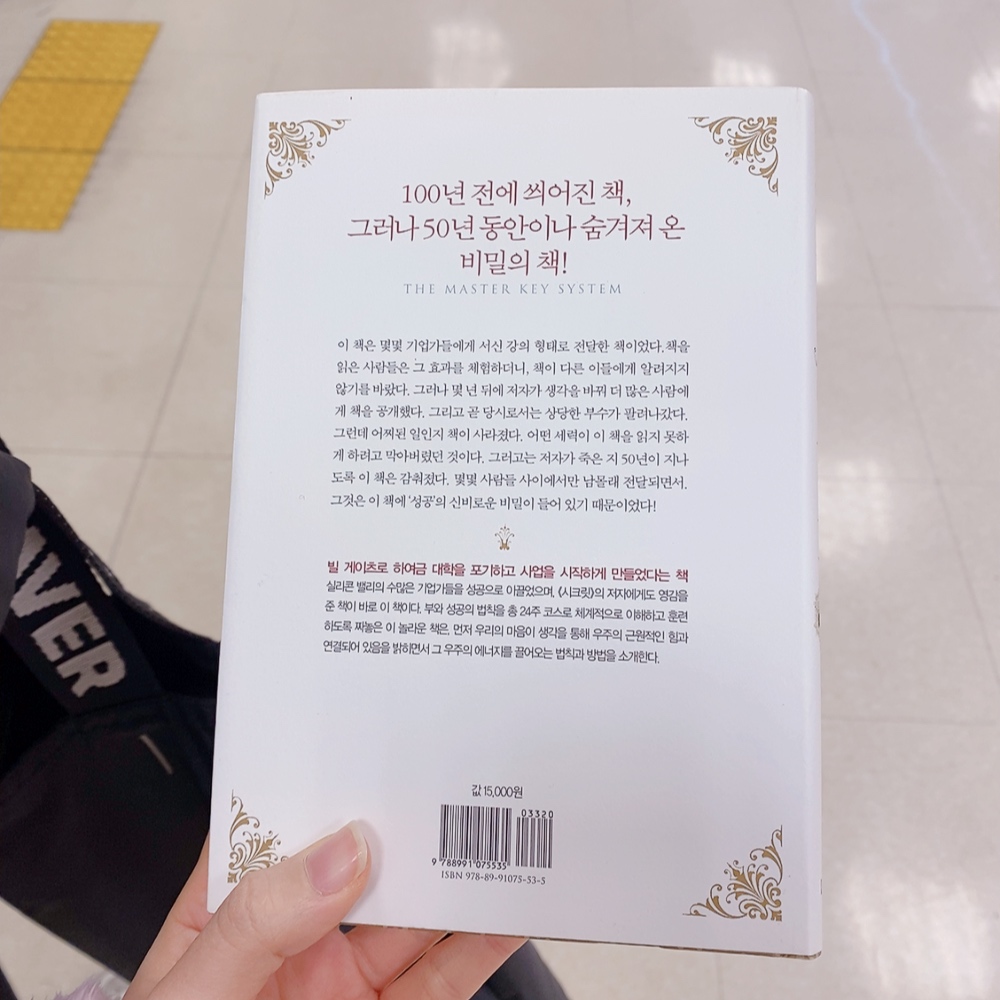 100년 전에 씌어진 책,
그러나 50년 동안이나 숨겨져 온
비밀의 책!
THE MASTER KEY SYSTEM
이 책은 몇몇 기업가들에게 서신 강의 형태로 전달한 책이었다. 책을
읽은 사람들은 그 효과를 체험하더니, 책이 다른 이들에게 알려지지
않기를 바랐다. 그러나 몇 년 뒤에 저자가 생각을 바꿔 더 많은 사람에
게 책을 공개했다. 그리고 곧 당시로서는 상당한 부수가 팔려나갔다.
그런데 어찌된 일인지 책이 사라졌다. 어떤 세력이 이 책을 읽지 못하
게 하려고 막아버렸던 것이다. 그러고는 저자가 죽은 지 50년이 지나
도록 이 책은 감춰졌다. 몇몇 사람들 사이에서만 남몰래 전달되면서.
그것은 이 책에 '성공'의 신비로운 비밀이 들어 있기 때문이었다!
빌 게이츠로 하여금 대학을 포기하고 사업을 시작하게 만들었다는 책
실리콘 밸리의 수많은 기업가들을 성공으로 이끌었으며, 《시크릿》의 저자에게도 영감을
준 책이 바로 이 책이다. 부와 성공의 법칙을 총 24주 코스로 체계적으로 이해하고 훈련
하도록 짜놓은 이 놀라운 책은, 먼저 우리의 마음이 생각을 통해 우주의 근원적인 힘과
연결되어 있음을 밝히면서 그 우주의 에너지를 끌어오는 법칙과 방법을 소개한다.
값 15,000원
03320
9 788991 075535
ISBN 978-89-91075-53-5
AVER